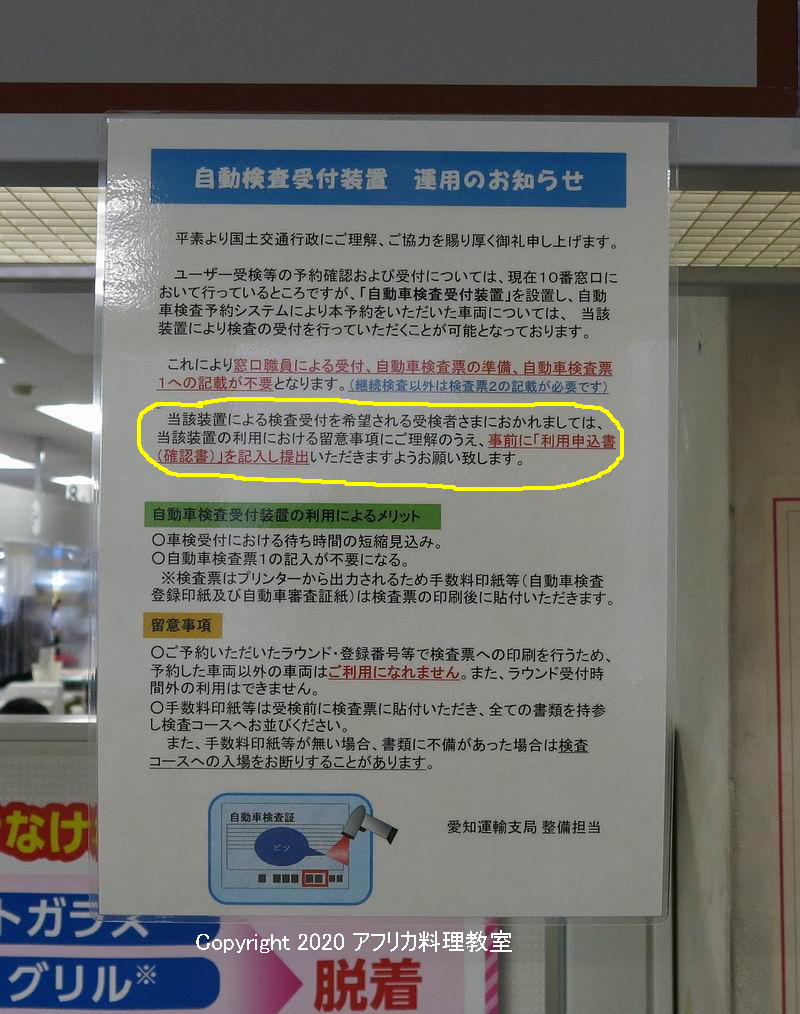 自動検査受付装置　運用のお知らせ
平素より国土交通行政にご理解、ご協力を賜り厚く御礼申し上げます。
ユーザー受検等の予約確認および受付については、現在１０番窓口に
おいて行っているところですが、「自動車検査受付装置」を設置し、自動
車検査予約システムにより本予約をいただいた車両については、　当該
装置により検査の受付を行っていただくことが可能となっております。
これにより窓口職員による受付、自動車検査票の準備、自動車検査票
１への記載が不要となります。（継続検査以外は検査票２の記載が必要です）
当該装置による検査受付を希望される受検者さまにおかれましては、
当該装置の利用における留意事項にご理解のうえ、事前に「利用申込書
（確認書）」を記入し提出いただきますようお願い致します。
自動車検査受付装置の利用によるメリット
〇車検受付における待ち時間の短縮見込み。
〇自動車検査票１の記入が不要になる。
※検査票はプリンターから出力されるため手数料印紙等（自動車検査
登録印紙及び自動車審査証紙）は検査票の印刷後に貼付いただきます。
留意事項
〇ご予約いただいたラウンド・登録番号等で検査票への印刷を行うため、
予約した車両以外の車両はご利用になれません。また、ラウンド受付時
間外の利用はできません。
〇手数料印紙等は受検前に検査票に貼付いただき、全ての書類を持参
し検査コースへお並びください。
また、手数料印紙等が無い場合、書類に不備があった場合は検査
コースへの入場をお断りすることがあります。
自動車検査証
ピッ
愛知運輸支局 整備担当
なけ
トガラス
グリル※
脱着
Copyright 2020 アフリカ料理教室